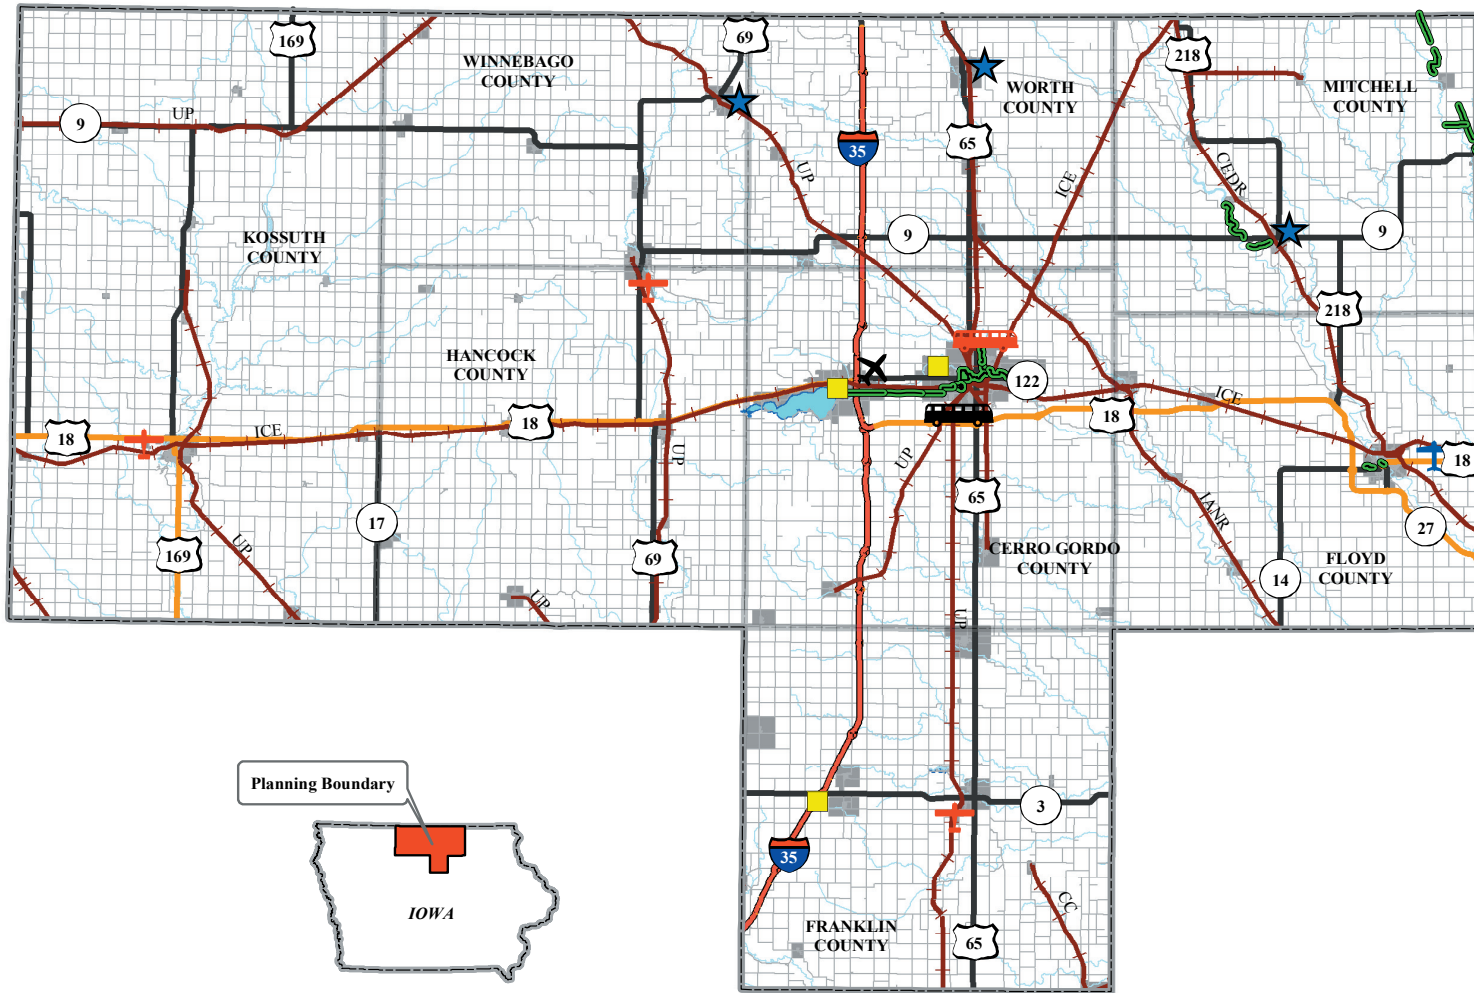 169
69
218
WINNEBAGO
COUNTY
WORTH
COUNTY
MITCHELL
COUNTY
UP
9
65
35
UP
ICE
CEDR
KOSSUTH
COUNTY
9
9
218
HANCOCK
COUNTY
122
ICE
18
18
18
ICE
UP
UP
18
65
IANR
17
27
169
UP
69
CERRO GORDO
COUNTY
FLOYD
COUNTY
14
UP
UP
Planning Boundary
3
35
IOWA
CC
FRANKLIN
COUNTY
65